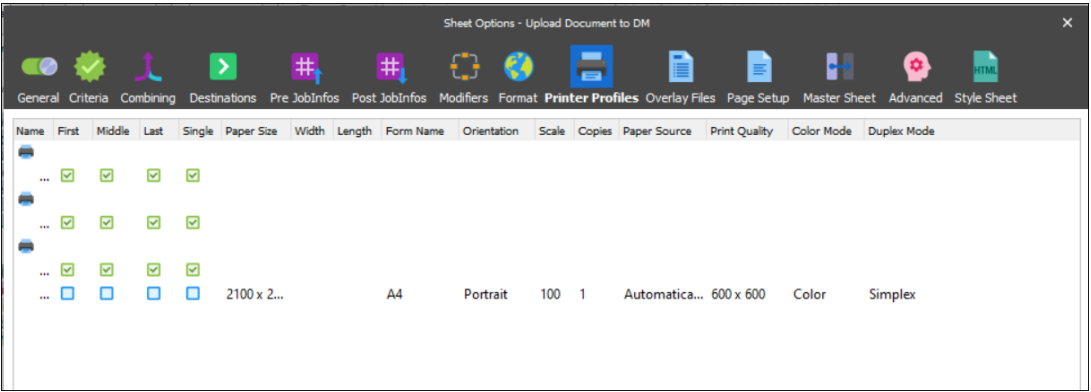 Sheet Options - Upload Document to DM
General Criteria Combining Destinations Pre JobInfos Post JobInfos Modifiers Format Printer Profiles Overlay Files Page Setup Master Sheet Advanced Style Sheet
HTML
Name First Middle Last Single Paper Size Width Length Form Name Orientation Scale Copies Paper Source Print Quality Color Mode Duplex Mode
...
...
...
... 2100 x 2... A4 Portrait 100 1 Automatica... 600 x 600 Color Simplex